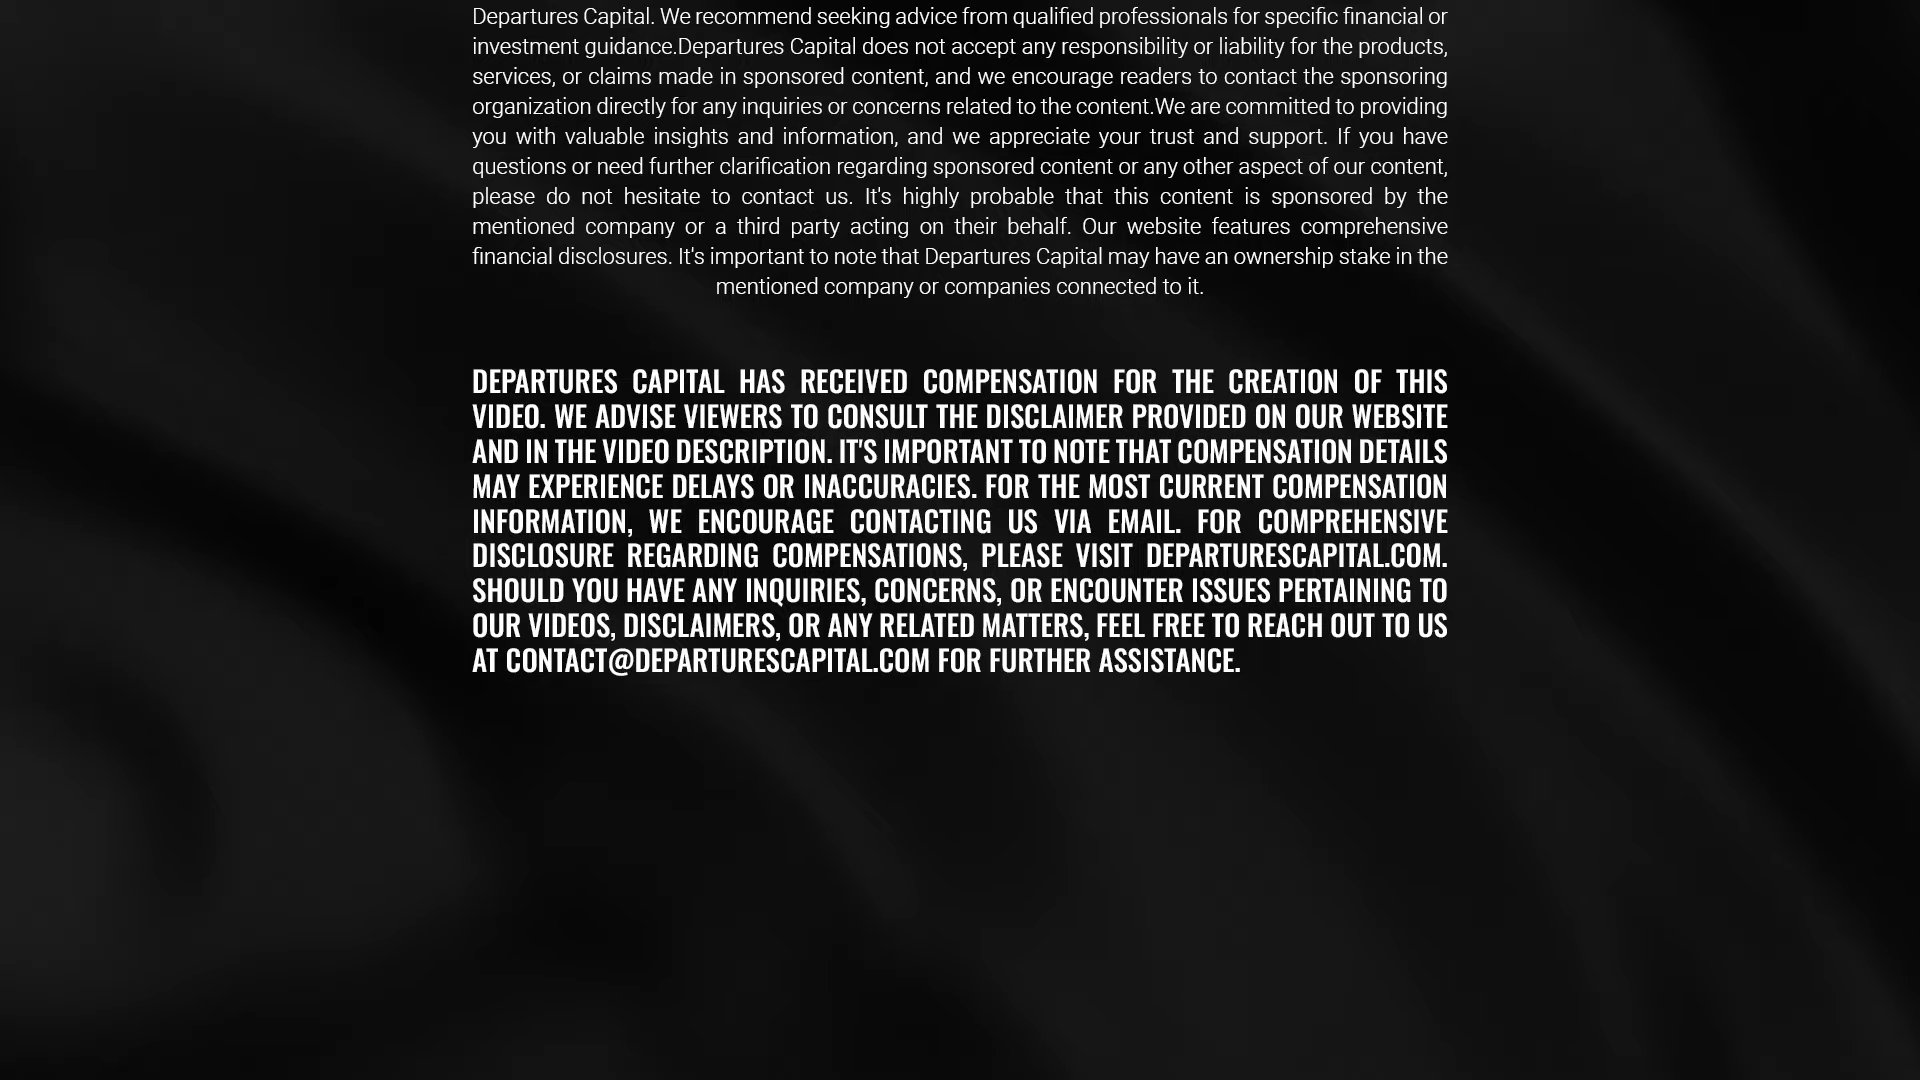 Departures Capital. We recommend seeking advice from qualified professionals for specific financial or
investment guidance.Departures Capital does not accept any responsibility or liability for the products,
services, or claims made in sponsored content, and we encourage readers to contact the sponsoring
organization directly for any inquiries or concerns related to the content.We are committed to providing
you with valuable insights and information, and we appreciate your trust and support. If you have
questions or need further clarification regarding sponsored content or any other aspect of our content,
please do not hesitate to contact us. It's highly probable that this content is sponsored by the
mentioned company or a third party acting on their behalf. Our website features comprehensive
financial disclosures. It's important to note that Departures Capital may have an ownership stake in the
mentioned company or companies connected to it.
DEPARTURES CAPITAL HAS RECEIVED COMPENSATION FOR THE CREATION OF THIS
VIDEO. WE ADVISE VIEWERS TO CONSULT THE DISCLAIMER PROVIDED ON OUR WEBSITE
AND IN THE VIDEO DESCRIPTION. IT'S IMPORTANT TO NOTE THAT COMPENSATION DETAILS
MAY EXPERIENCE DELAYS OR INACCURACIES. FOR THE MOST CURRENT COMPENSATION
INFORMATION, WE ENCOURAGE CONTACTING US VIA EMAIL. FOR COMPREHENSIVE
DISCLOSURE REGARDING COMPENSATIONS, PLEASE VISIT DEPARTURESCAPITAL.COM.
SHOULD YOU HAVE ANY INQUIRIES, CONCERNS, OR ENCOUNTER ISSUES PERTAINING TO
OUR VIDEOS, DISCLAIMERS, OR ANY RELATED MATTERS, FEEL FREE TO REACH OUT TO US
AT CONTACT@DEPARTURESCAPITAL.COM FOR FURTHER ASSISTANCE.